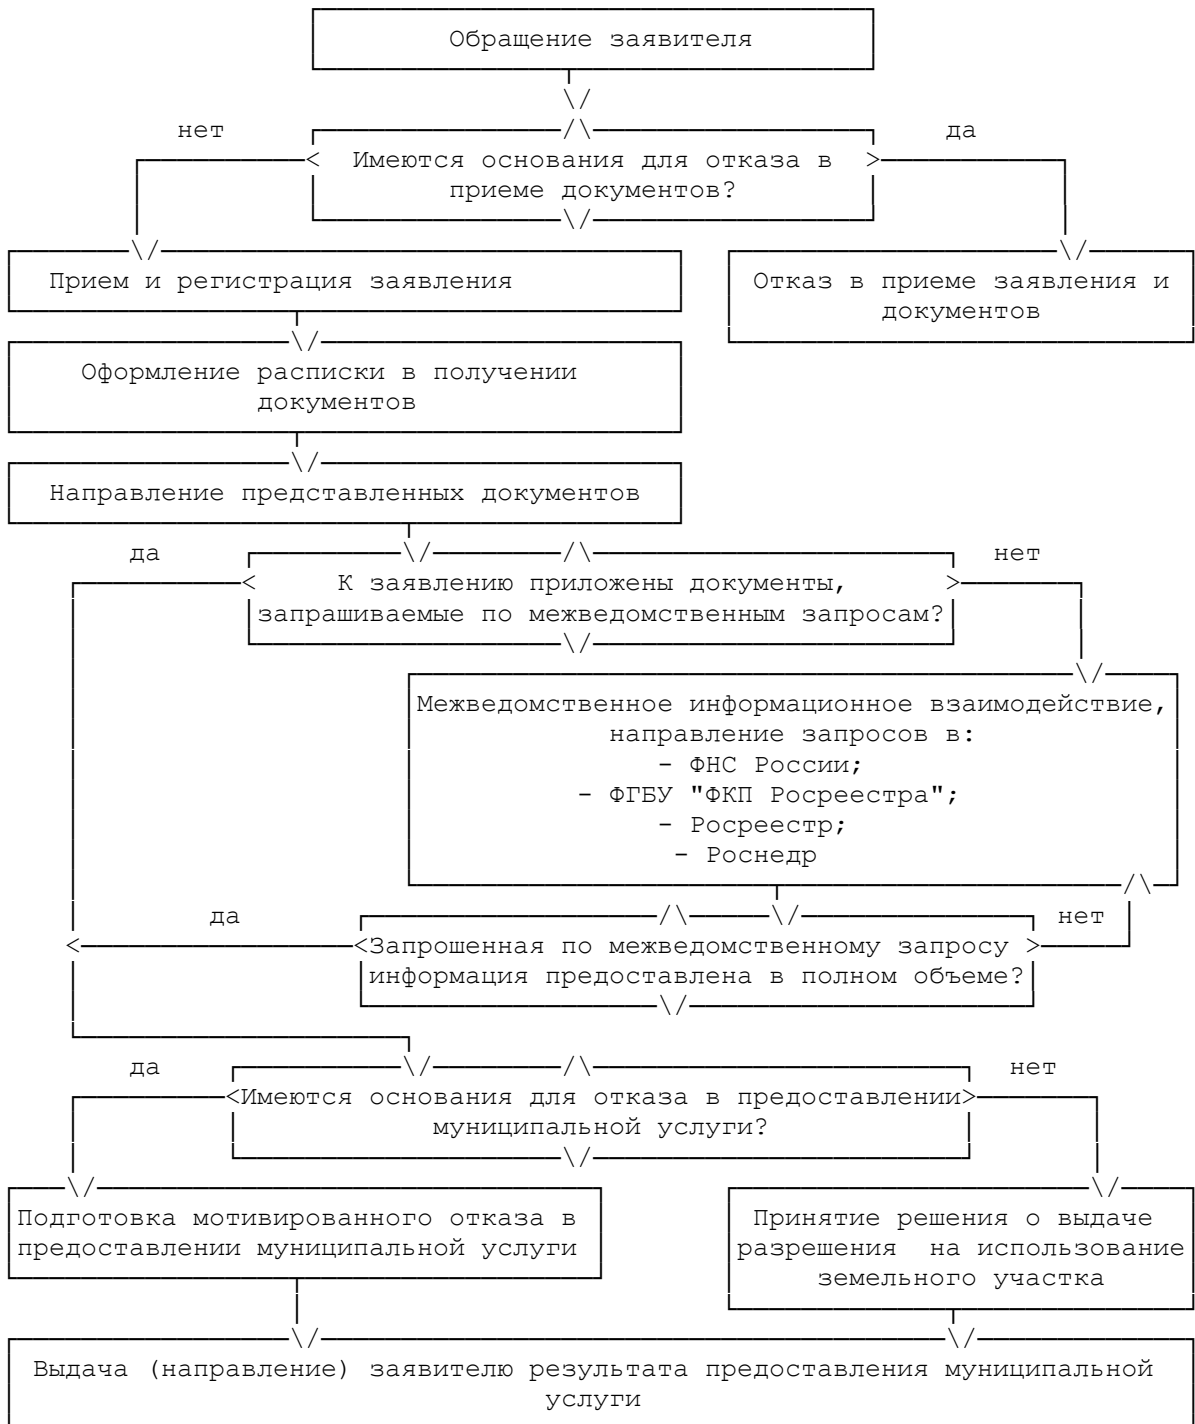 Обращение заявителя
нет
да
Имеются основания для отказа в
приеме документов?
Прием и регистрация заявления
Отказ в приеме заявления и
документов
Оформление расписки в получении
документов
Направление представленных документов
да
нет
К заявлению приложены документы,
запрашиваемые по межведомственным запросам?
Межведомственное информационное взаимодействие,
направление запросов в:
- ФНС России;
- ФГБУ "ФКП Росреестра";
- Росреестр;
- Роснедр
да
нет
Запрошенная по межведомственному запросу
информация предоставлена в полном объеме?
да
нет
Имеются основания для отказа в предоставлении
муниципальной услуги?
Подготовка мотивированного отказа в
предоставлении муниципальной услуги
Принятие решения о выдаче
разрешения  на использование
земельного участка
Выдача (направление) заявителю результата предоставления муниципальной
услуги